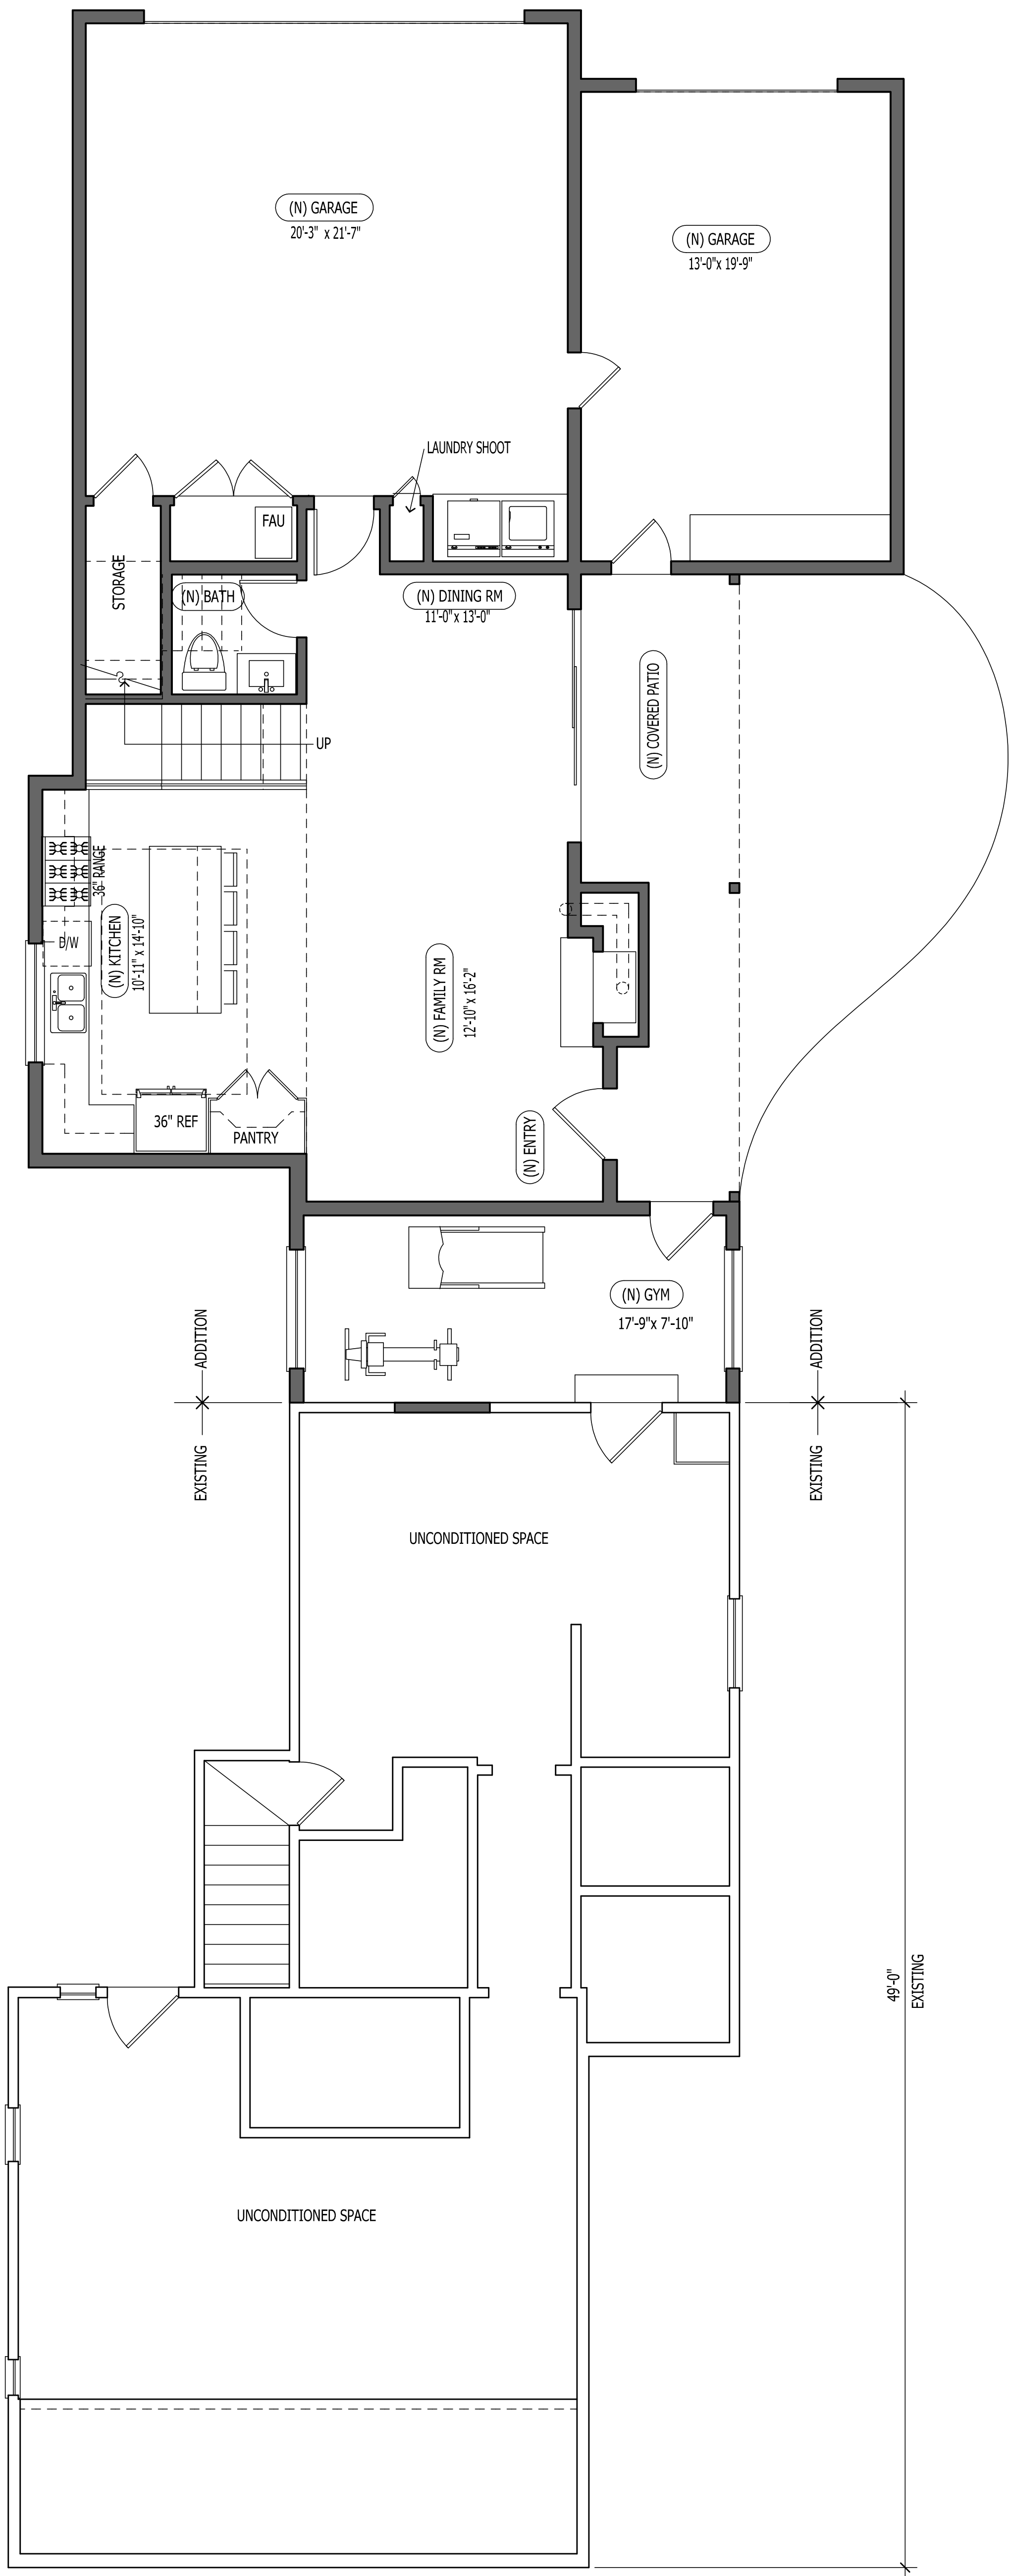 (N) GARAGE
20'-3" x 21'-7"
(N) GARAGE
13'-0"x 19'-9"
LAUNDRY SHOOT
FAU
STORAGE
(N) BATH
(N) DINING RM
11'-0"x 13'-0"
(N) COVERED PATIO
UP
36" RANGE
D/W
(N) KITCHEN
10'-11" x 14'-10"
(N) FAMILY RM
12'-10" x 16'-2"
36" REF
PANTRY
(N) ENTRY
(N) GYM
17'-9"x 7'-10"
ADDITION
ADDITION
EXISTING
EXISTING
UNCONDITIONED SPACE
49'-0"
EXISTING
UNCONDITIONED SPACE